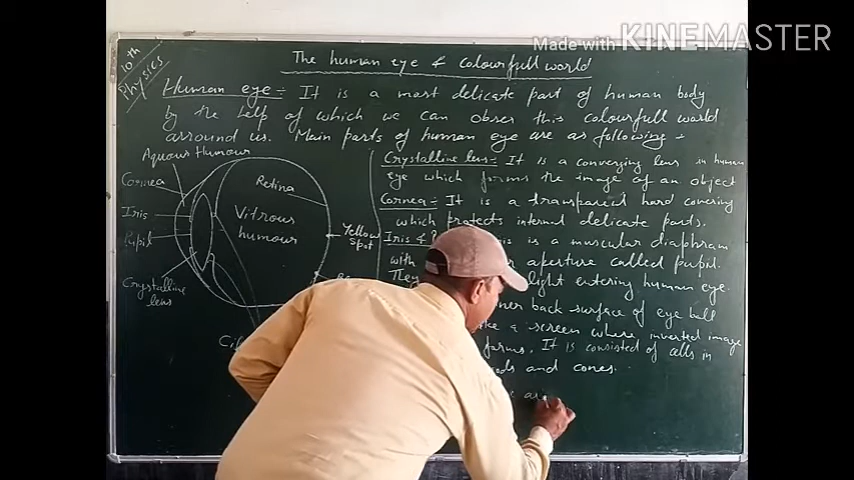 Made with KINEMASTER
10th
Physics
The human eye & colourfull world
Human eye :- It is a most delicate part of human body
by the help of which we can obser this colourfull world
arround us. Main parts of human eye are as following -
Aqueous Humour
Cornea
Iris
Pupil
Crystalline
lens
Retina
Vitrous
humour
Yellow
spot
Crystalline lens :- It is a converging lens in human
eye which forms the image of an object
Cornea :- It is a transparent hard covering
which protects internal delicate parts.
Iris & is a muscular diaphram
with aperture called pupil.
They light entering human eye.
back surface of eye ball
a screen where inverted image
forms. It is consisted of cells in
and cones.